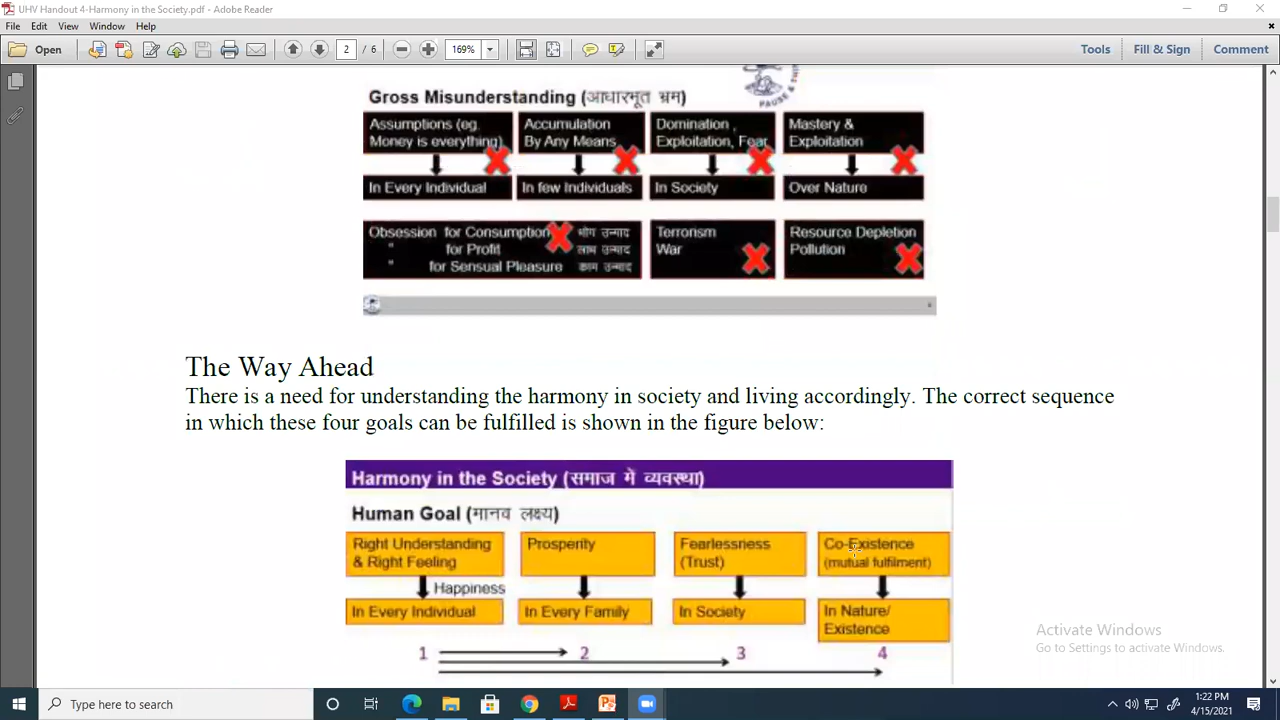 UHV Handout 4-Harmony in the Society.pdf - Adobe Reader
File Edit View Window Help
Open 2 / 6 169% Tools Fill & Sign Comment
PAUSE & THINK
Gross Misunderstanding (आधारभूत भ्रम)
Assumptions (eg. Money is everything)
Accumulation By Any Means
Domination , Exploitation, Fear
Mastery & Exploitation
In Every Individual
In few Individuals
In Society
Over Nature
Obsession for Consumption भोग उन्माद
" for Profit लाभ उन्माद
" for Sensual Pleasure काम उन्माद
Terrorism
War
Resource Depletion
Pollution
The Way Ahead
There is a need for understanding the harmony in society and living accordingly. The correct sequence
in which these four goals can be fulfilled is shown in the figure below:
Harmony in the Society (समाज में व्यवस्था)
Human Goal (मानव लक्ष्य)
Right Understanding
& Right Feeling
Prosperity
Fearlessness
(Trust)
Co-Existence
(mutual fulfilment)
Happiness
In Every Individual
In Every Family
In Society
In Nature/
Existence
1 2 3 4
Activate Windows
Go to Settings to activate Windows.
Type here to search
1:22 PM
4/15/2021